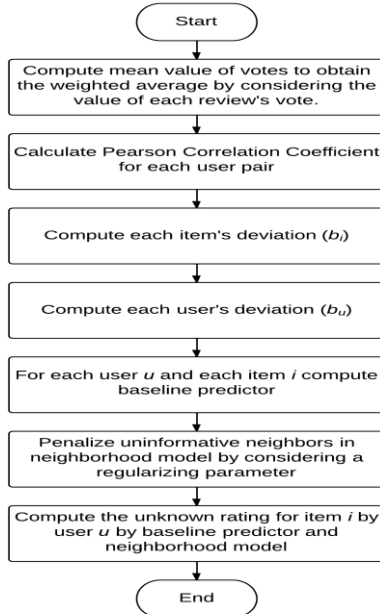 Start
Compute mean value of votes to obtain
the weighted average by considering the
value of each review's vote.
Calculate Pearson Correlation Coefficient
for each user pair
Compute each item's deviation (bi)
Compute each user's deviation (bu)
For each user u and each item i compute
baseline predictor
Penalize uninformative neighbors in
neighborhood model by considering a
regularizing parameter
Compute the unknown rating for item i by
user u by baseline predictor and
neighborhood model
End